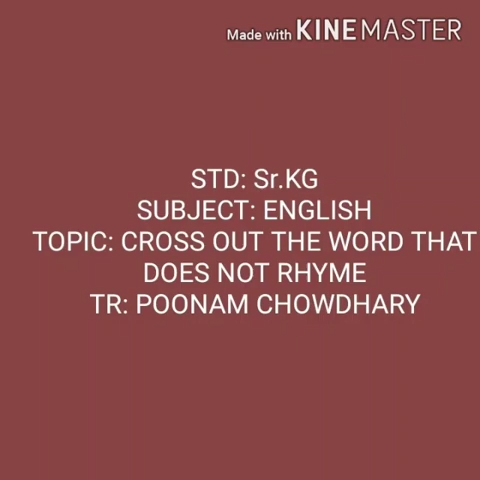 Made with KINEMASTER
STD: Sr.KG
SUBJECT: ENGLISH
TOPIC: CROSS OUT THE WORD THAT
DOES NOT RHYME
TR: POONAM CHOWDHARY